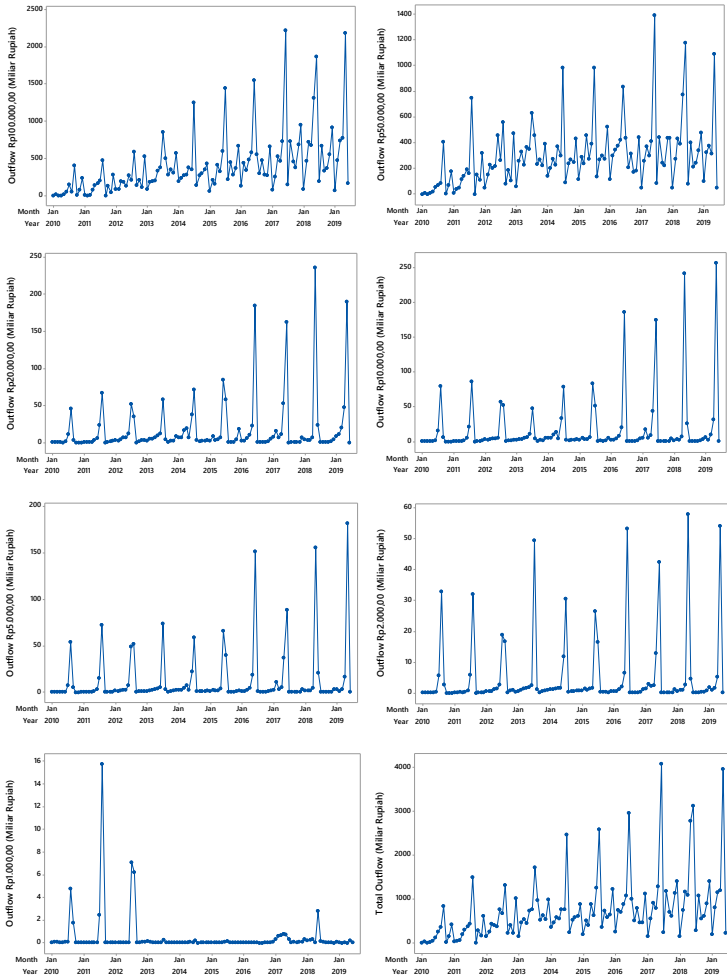 Outflow Rp100.000,00 (Miliar Rupiah)
2500
2000
1500
1000
500
0
Month Jan Jan Jan Jan Jan Jan Jan Jan Jan Jan
Year 2010 2011 2012 2013 2014 2015 2016 2017 2018 2019
Outflow Rp50.000,00 (Miliar Rupiah)
1400
1200
1000
800
600
400
200
0
Month Jan Jan Jan Jan Jan Jan Jan Jan Jan Jan
Year 2010 2011 2012 2013 2014 2015 2016 2017 2018 2019
Outflow Rp20.000,00 (Miliar Rupiah)
250
200
150
100
50
0
Month Jan Jan Jan Jan Jan Jan Jan Jan Jan Jan
Year 2010 2011 2012 2013 2014 2015 2016 2017 2018 2019
Outflow Rp10.000,00 (Miliar Rupiah)
250
200
150
100
50
0
Month Jan Jan Jan Jan Jan Jan Jan Jan Jan Jan
Year 2010 2011 2012 2013 2014 2015 2016 2017 2018 2019
Outflow Rp5.000,00 (Miliar Rupiah)
200
150
100
50
0
Month Jan Jan Jan Jan Jan Jan Jan Jan Jan Jan
Year 2010 2011 2012 2013 2014 2015 2016 2017 2018 2019
Outflow Rp2.000,00 (Miliar Rupiah)
60
50
40
30
20
10
0
Month Jan Jan Jan Jan Jan Jan Jan Jan Jan Jan
Year 2010 2011 2012 2013 2014 2015 2016 2017 2018 2019
Outflow Rp1.000,00 (Miliar Rupiah)
16
14
12
10
8
6
4
2
0
Month Jan Jan Jan Jan Jan Jan Jan Jan Jan Jan
Year 2010 2011 2012 2013 2014 2015 2016 2017 2018 2019
Total Outflow (Miliar Rupiah)
4000
3000
2000
1000
0
Month Jan Jan Jan Jan Jan Jan Jan Jan Jan Jan
Year 2010 2011 2012 2013 2014 2015 2016 2017 2018 2019